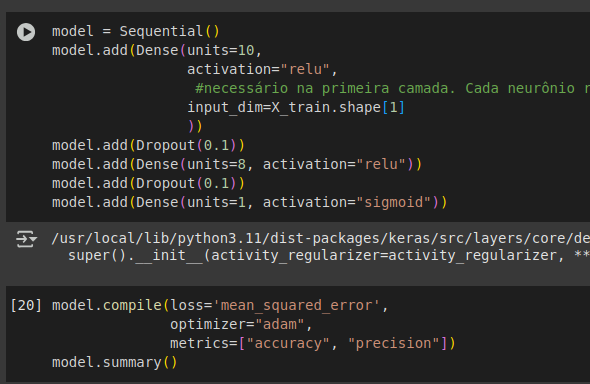 model = Sequential()
model.add(Dense(units=10,
activation="relu",
#necessário na primeira camada. Cada neurônio
input_dim=X_train.shape[1]
))
model.add(Dropout(0.1))
model.add(Dense(units=8, activation="relu"))
model.add(Dropout(0.1))
model.add(Dense(units=1, activation="sigmoid"))
/usr/local/lib/python3.11/dist-packages/keras/src/layers/core/de
super().__init__(activity_regularizer=activity_regularizer, **
[20] model.compile(loss='mean_squared_error',
optimizer="adam",
metrics=["accuracy", "precision"])
model.summary()